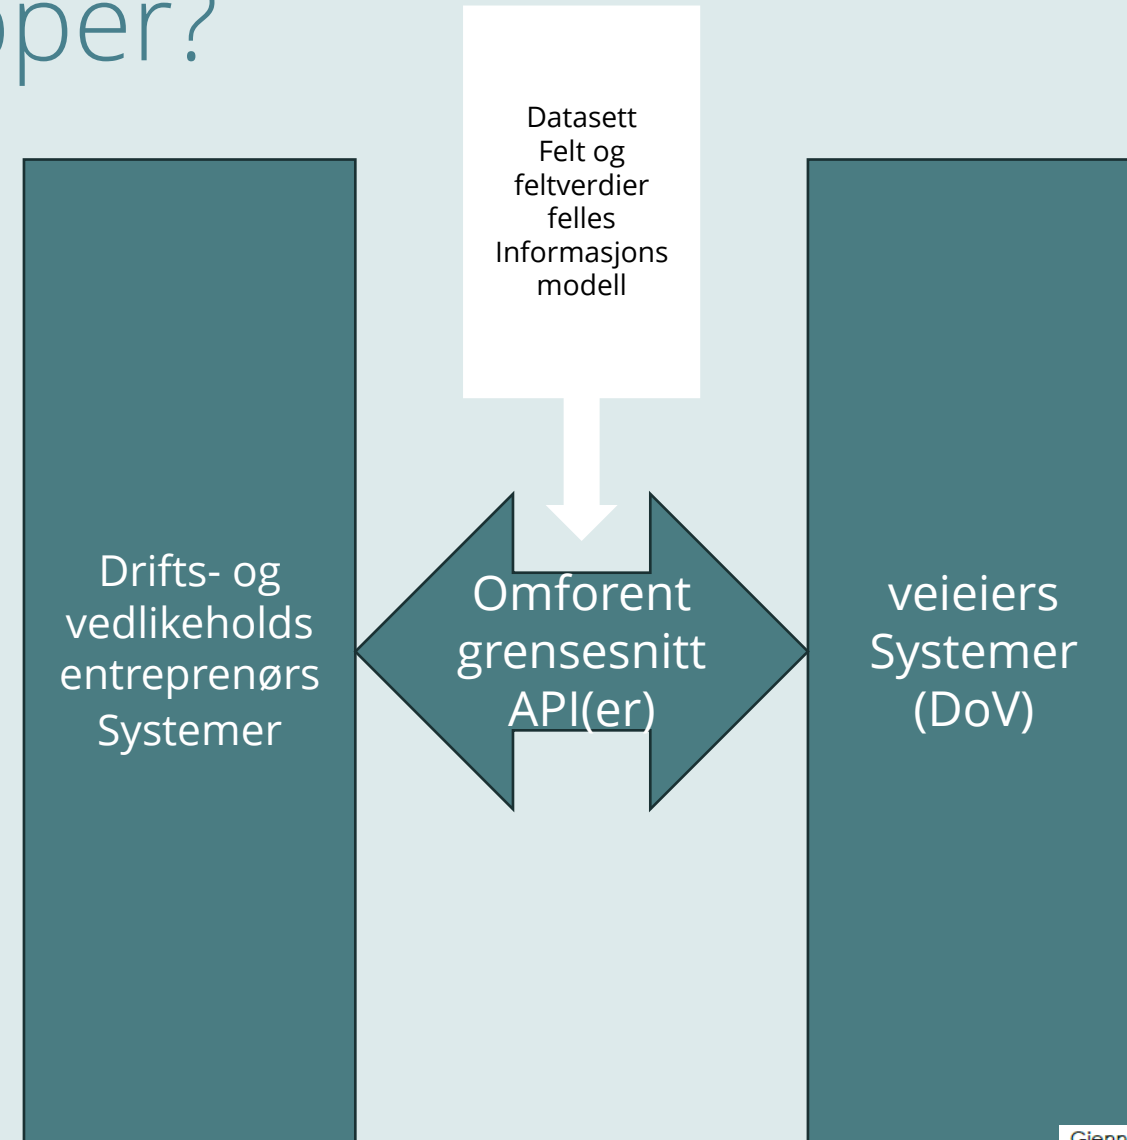 pper?
Datasett
Felt og
feltverdier
felles
Informasjons
modell
Drifts- og
vedlikeholds
entreprenørs
Systemer
Omforent
grensesnitt
API(er)
veieiers
Systemer
(DoV)